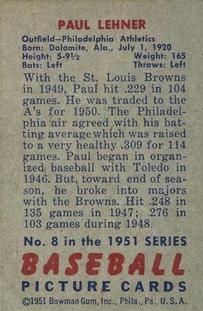 PAUL LEHNER
Outfield—Philadelphia Athletics
Born: Dolomite, Ala., July 1, 1920
Height: 5-9½ Weight: 165
Bats: Left Throws: Left
With the St. Louis Browns
in 1949, Paul hit .229 in 104
games. He was traded to the
A's for 1950. The Philadel-
phia air agreed with his bat-
ting average which was raised
to a very healthy .309 for 114
games. Paul began in organ-
ized baseball with Toledo in
1946. But, toward end of sea-
son, he broke into majors
with the Browns. Hit .248 in
135 games in 1947; .276 in
103 games during 1948.
No. 8 in the 1951 SERIES
BASEBALL
PICTURE CARDS
©1951 Bowman Gum, Inc., Phila., Pa., U. S. A.